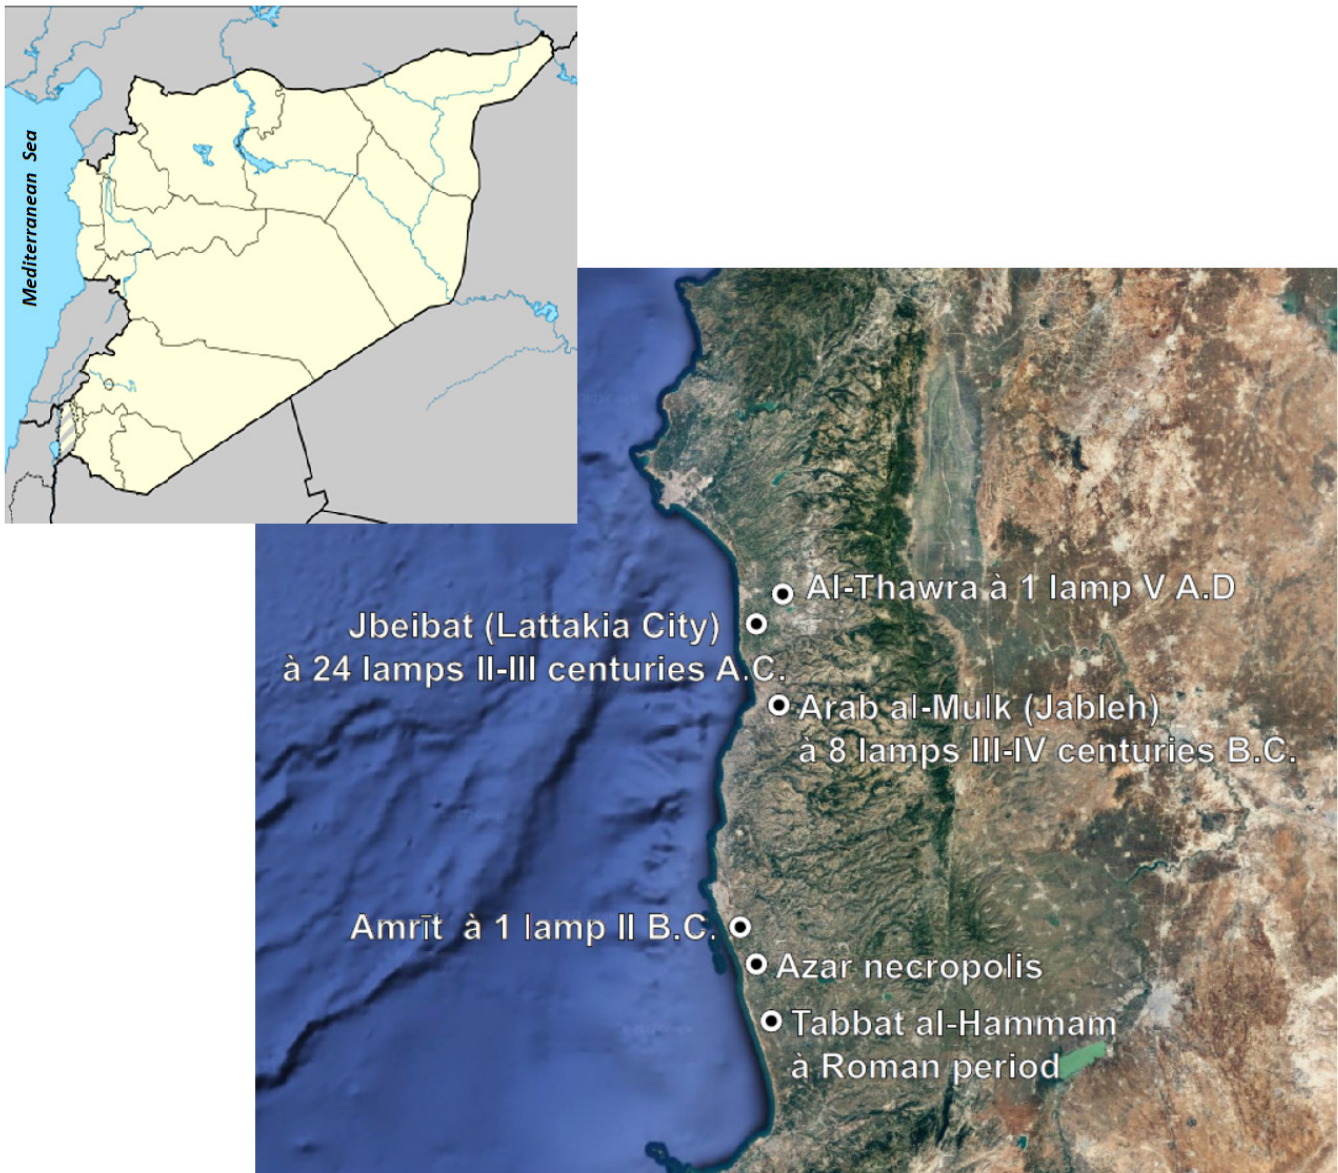 Mediterranean Sea
Al-Thawra à 1 lamp V A.D
Jbeibat (Lattakia City)
à 24 lamps II-III centuries A.C.
Arab al-Mulk (Jableh)
à 8 lamps III-IV centuries B.C.
Amrīt à 1 lamp II B.C.
Azar necropolis
Tabbat al-Hammam
à Roman period